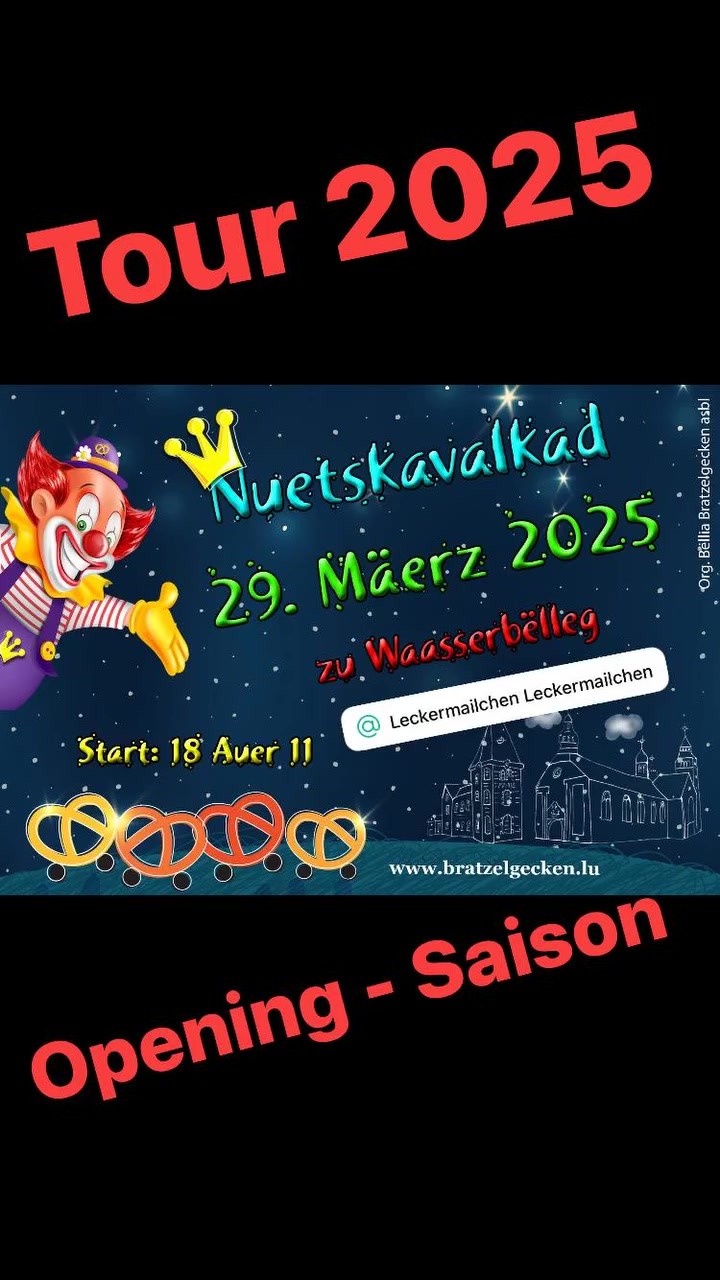 Tour 2025
Nuetskavalkad
29. Mäerz 2025
zu Waasserbëlleg
@ Leckermailchen Leckermailchen
Start: 18 Auer 11
www.bratzelgecken.lu
Org. Bëllia Bratzelgecken asbl
Opening - Saison